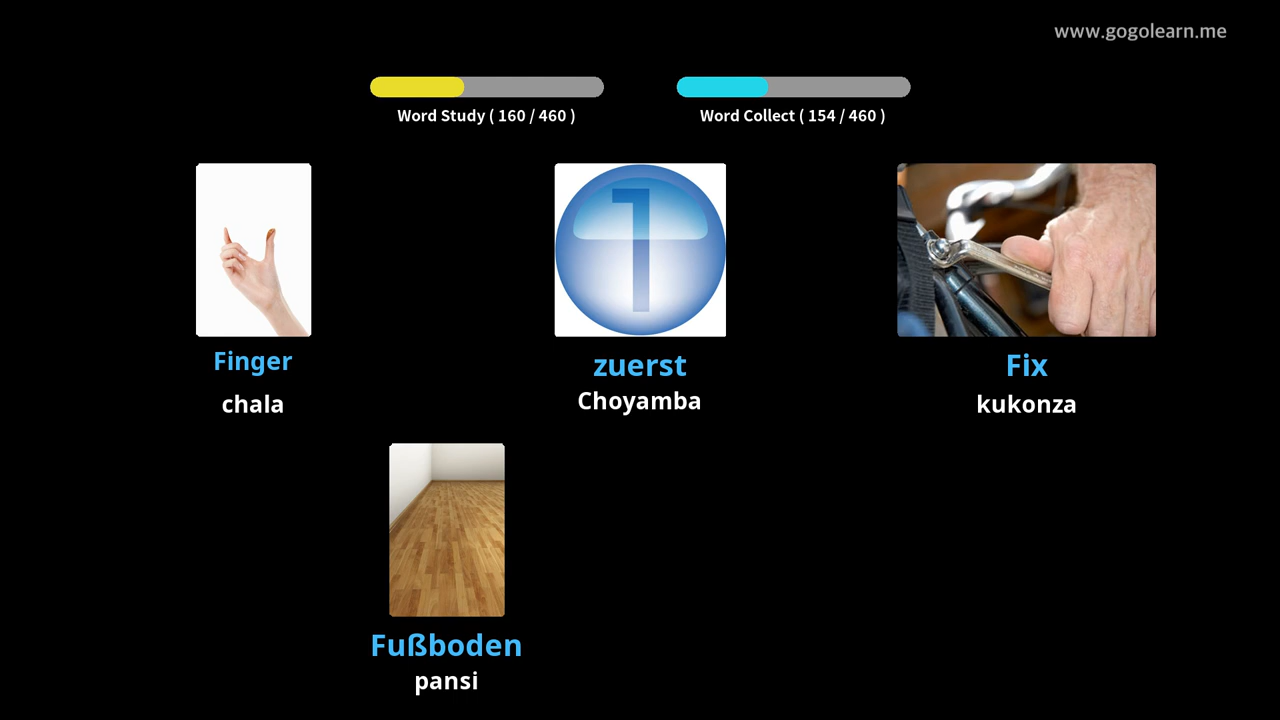 www.gogolearn.me
Word Study ( 160 / 460 )
Word Collect ( 154 / 460 )
1
Finger
chala
zuerst
Choyamba
Fix
kukonza
Fußboden
pansi